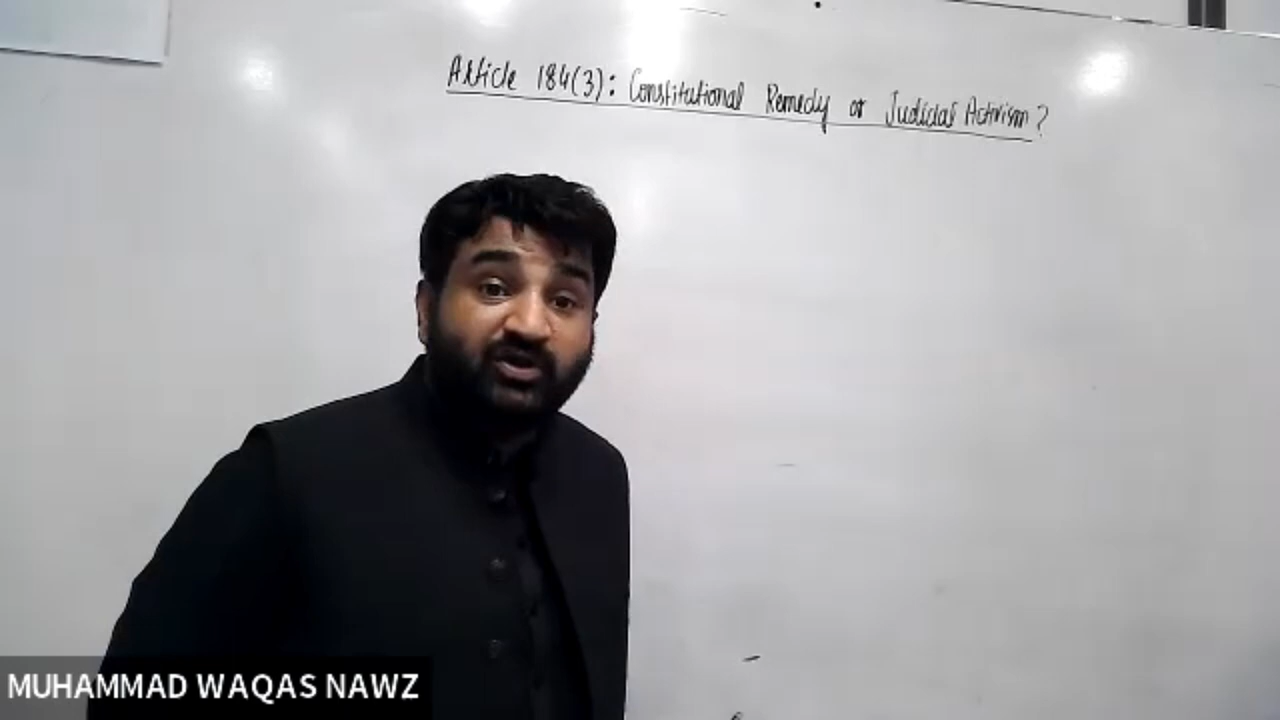 Article 184(3): Constitutional Remedy or Judicial Activism?
MUHAMMAD WAQAS NAWZ